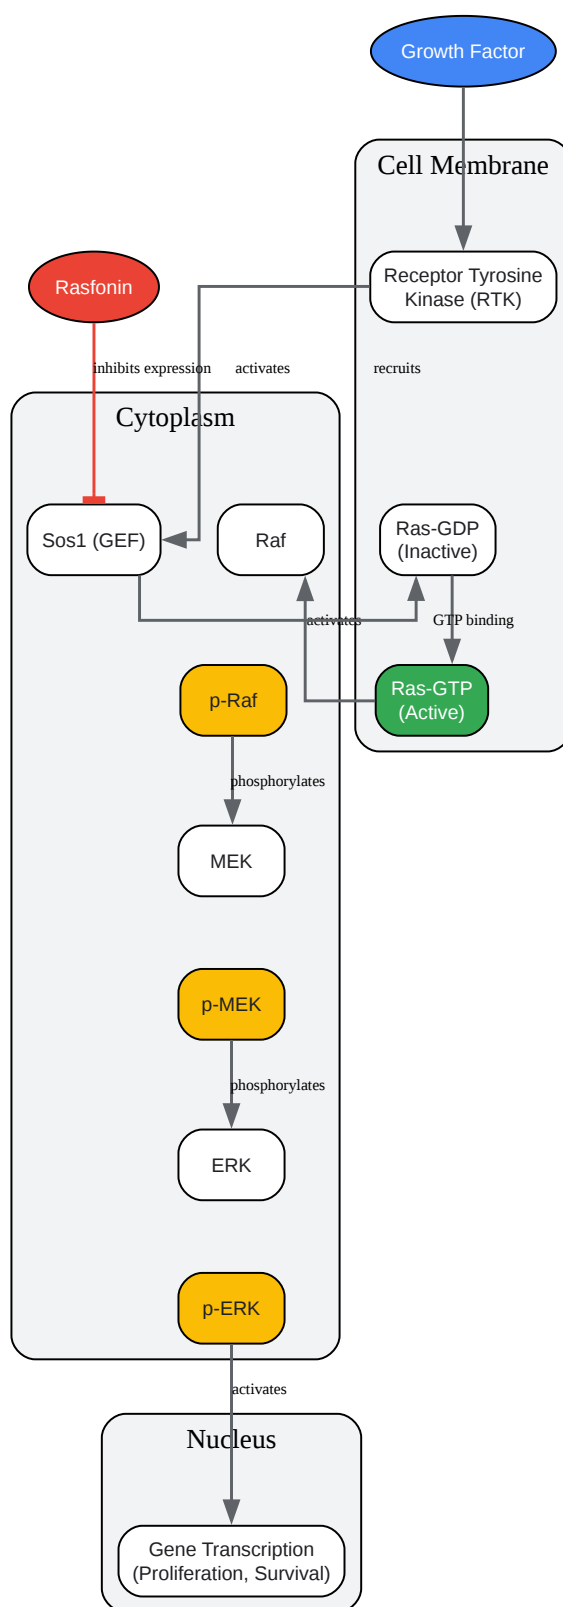 Growth Factor
Cell Membrane
Receptor Tyrosine
Kinase (RTK)
Rasfonin
inhibits expression
activates
recruits
Cytoplasm
Sos1 (GEF)
Raf
Ras-GDP
(Inactive)
activates
GTP binding
p-Raf
Ras-GTP
(Active)
phosphorylates
MEK
p-MEK
phosphorylates
ERK
p-ERK
activates
Nucleus
Gene Transcription
(Proliferation, Survival)